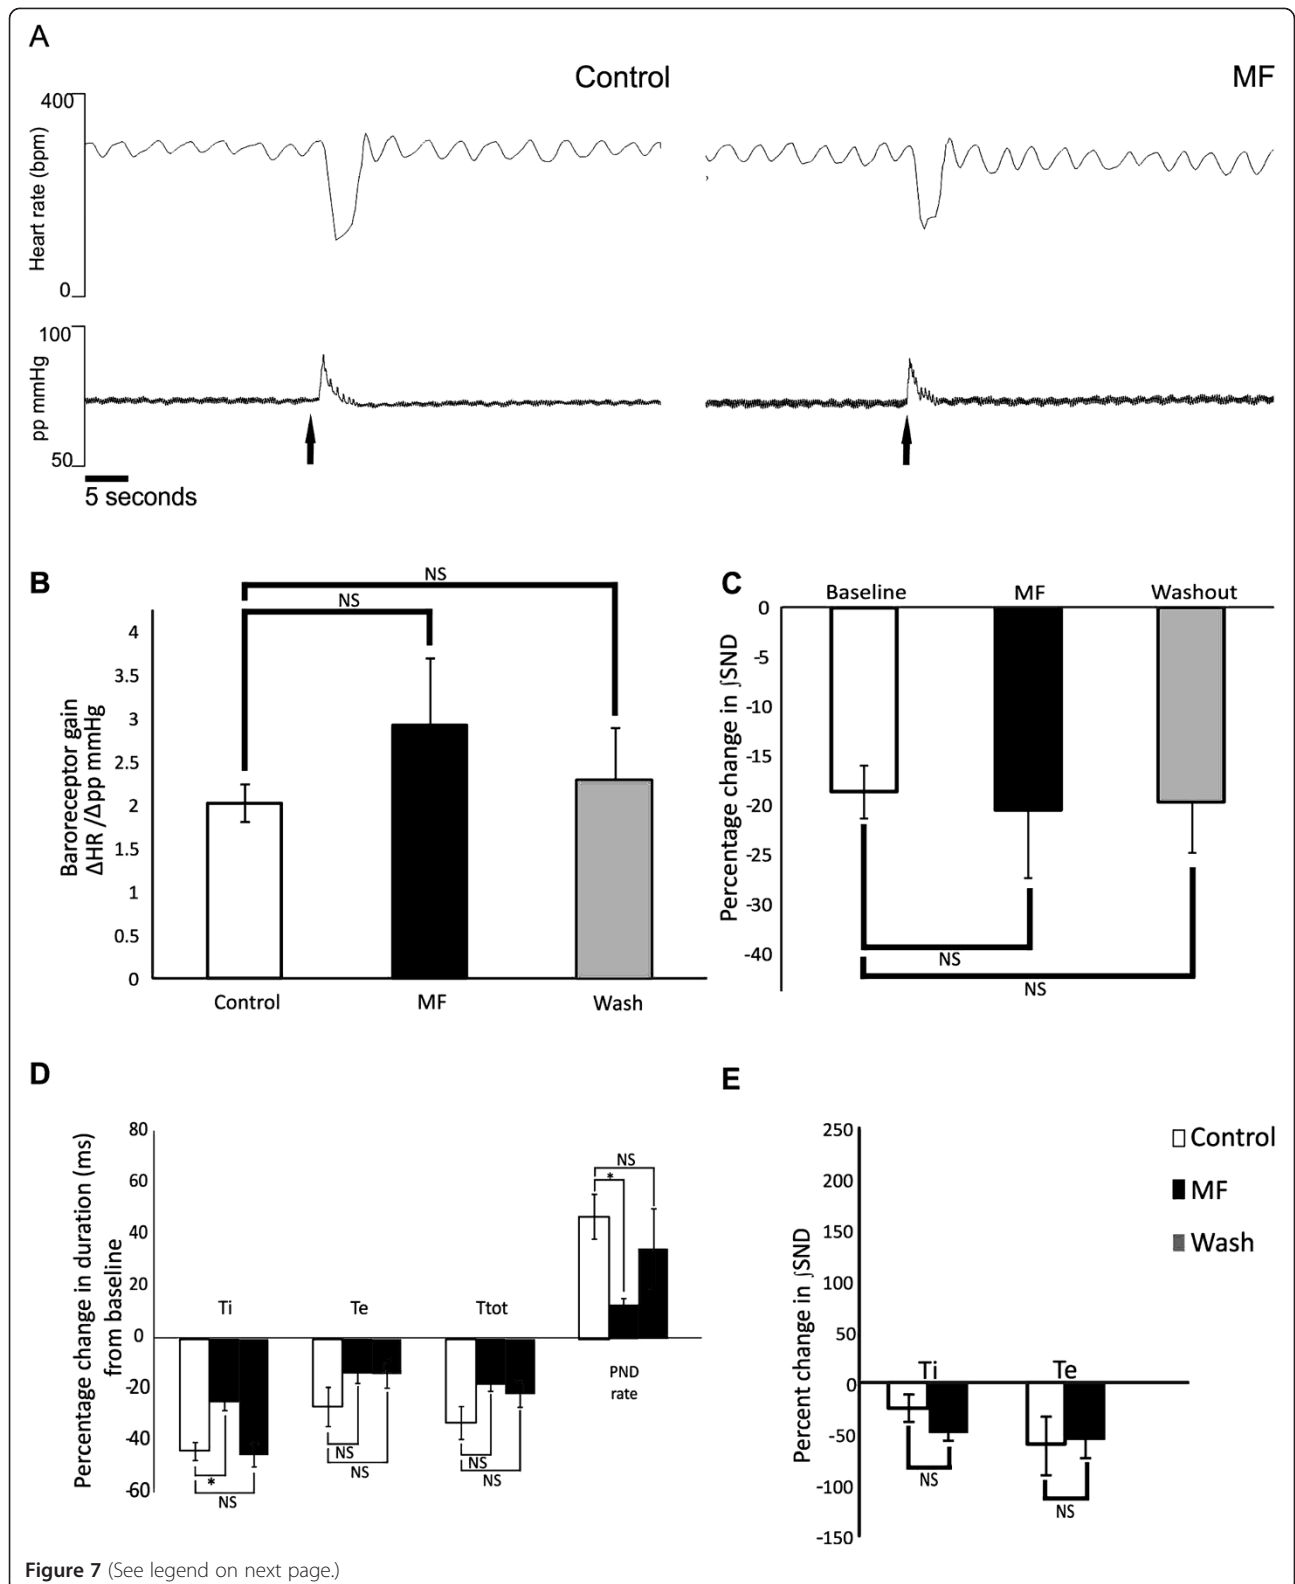 A
Control
MF
400
Heart rate (bpm)
0
100
pp mmHg
50
5 seconds
B
NS
NS
4
3.5
3
2.5
2
1.5
1
0.5
0
Baroreceptor gain
ΔHR /Δpp mmHg
Control
MF
Wash
C
Baseline
MF
Washout
0
-5
-10
-15
-20
-25
-30
-40
Percentage change in ∫SND
NS
NS
D
80
60
40
20
0
-20
-40
-60
Percentage change in duration (ms)
from baseline
Ti
Te
Ttot
PND
rate
NS
*
*
NS
NS
NS
NS
NS
E
250
200
150
100
50
0
-50
-100
-150
Percent change in ∫SND
Control
MF
Wash
Ti
Te
NS
NS
Figure 7 (See legend on next page.)